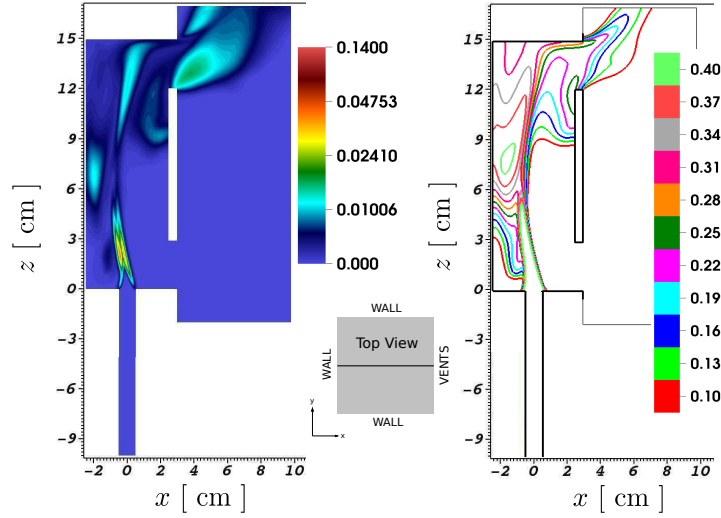 15
12
9
6
3
0
−3
−6
−9
z [ cm ]
−2 0 2 4 6 8 10
x [ cm ]
0.1400
0.04753
0.02410
0.01006
0.000
WALL
WALL
Top View
VENTS
WALL
y
x
15
12
9
6
3
0
−3
−6
−9
z [ cm ]
−2 0 2 4 6 8 10
x [ cm ]
0.40
0.37
0.34
0.31
0.28
0.25
0.22
0.19
0.16
0.13
0.10